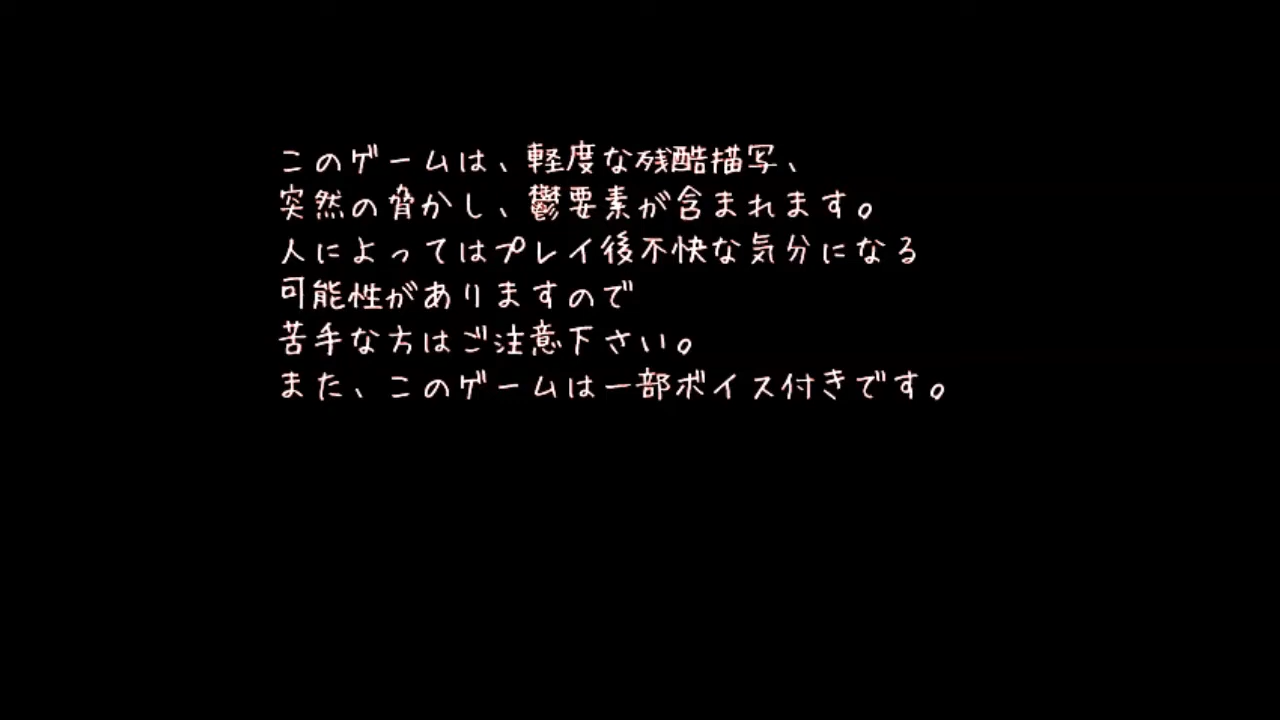 このゲームは、軽度な残酷描写、
突然の脅かし、鬱要素が含まれます。
人によってはプレイ後不快な気分になる
可能性がありますので
苦手な方はご注意下さい。
また、このゲームは一部ボイス付きです。